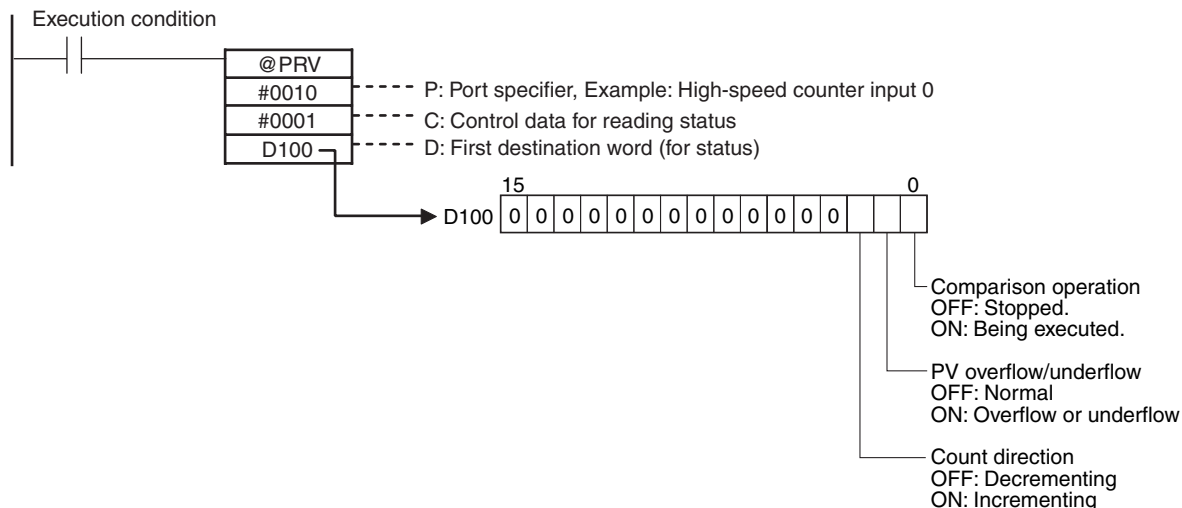 Execution condition
@PRV
#0010
P: Port specifier, Example: High-speed counter input 0
#0001
C: Control data for reading status
D100
D: First destination word (for status)
15 0
D100 0 0 0 0 0 0 0 0 0 0 0 0 0
Comparison operation
OFF: Stopped.
ON: Being executed.
PV overflow/underflow
OFF: Normal
ON: Overflow or underflow
Count direction
OFF: Decrementing
ON: Incrementing